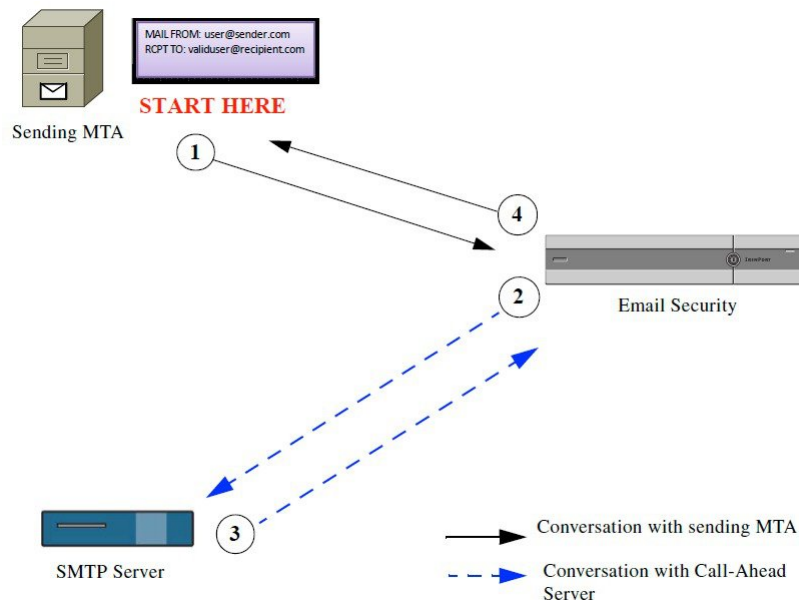 MAIL FROM: user@sender.com
RCPT TO: validuser@recipient.com
START HERE
Sending MTA
1
4
2
Email Security
3
SMTP Server
Conversation with sending MTA
Conversation with Call-Ahead
Server